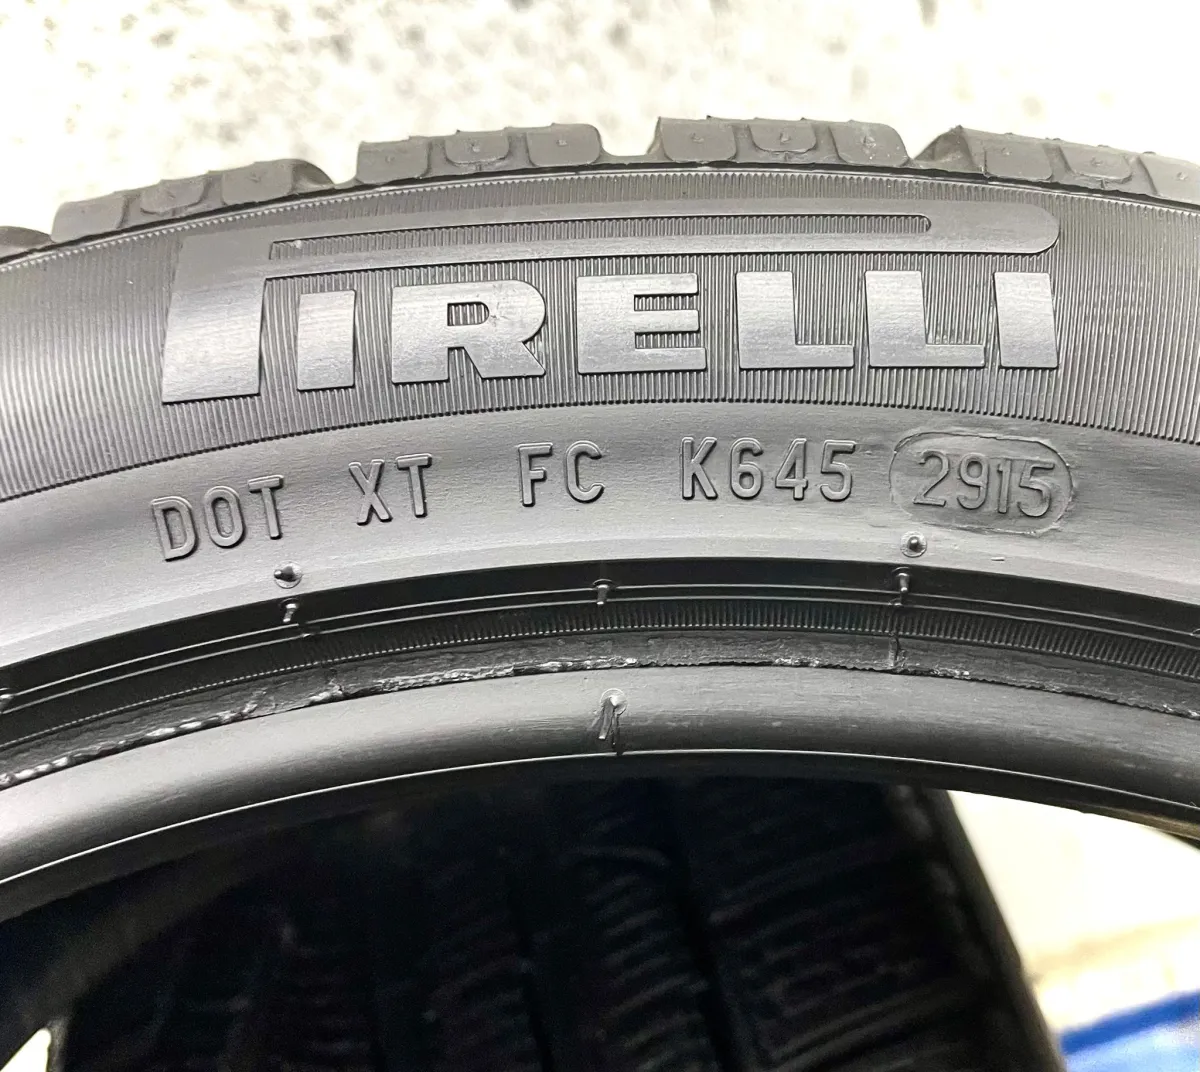 PIRELLI
DOT XT FC K645 2915